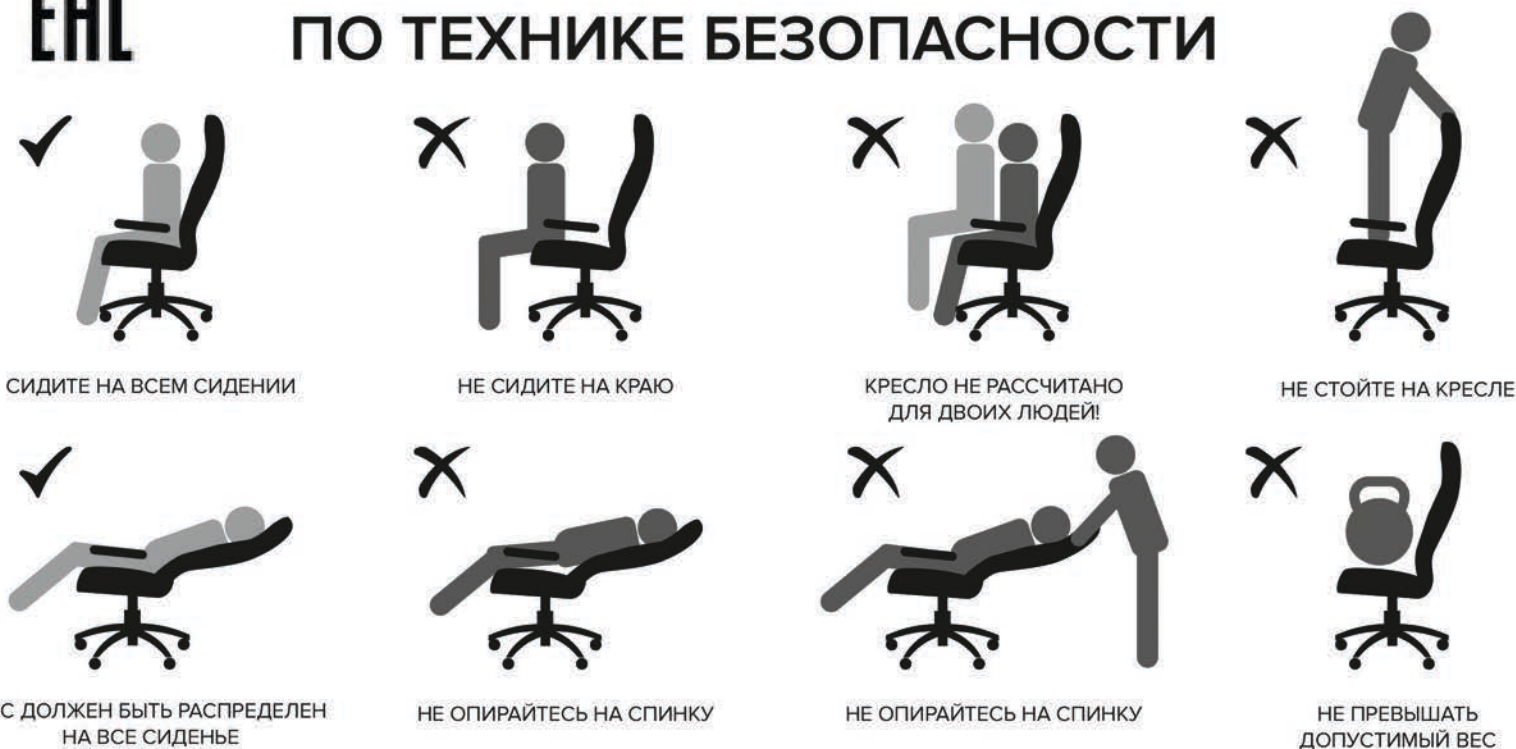 ПО ТЕХНИКЕ БЕЗОПАСНОСТИ
СИДИТЕ НА ВСЕМ СИДЕНИИ
НЕ СИДИТЕ НА КРАЮ
КРЕСЛО НЕ РАССЧИТАНО
ДЛЯ ДВОИХ ЛЮДЕЙ!
НЕ СТОЙТЕ НА КРЕСЛЕ
С ДОЛЖЕН БЫТЬ РАСПРЕДЕЛЕН
НА ВСЕ СИДЕНЬЕ
НЕ ОПИРАЙТЕСЬ НА СПИНКУ
НЕ ОПИРАЙТЕСЬ НА СПИНКУ
НЕ ПРЕВЫШАТЬ
ДОПУСТИМЫЙ ВЕС